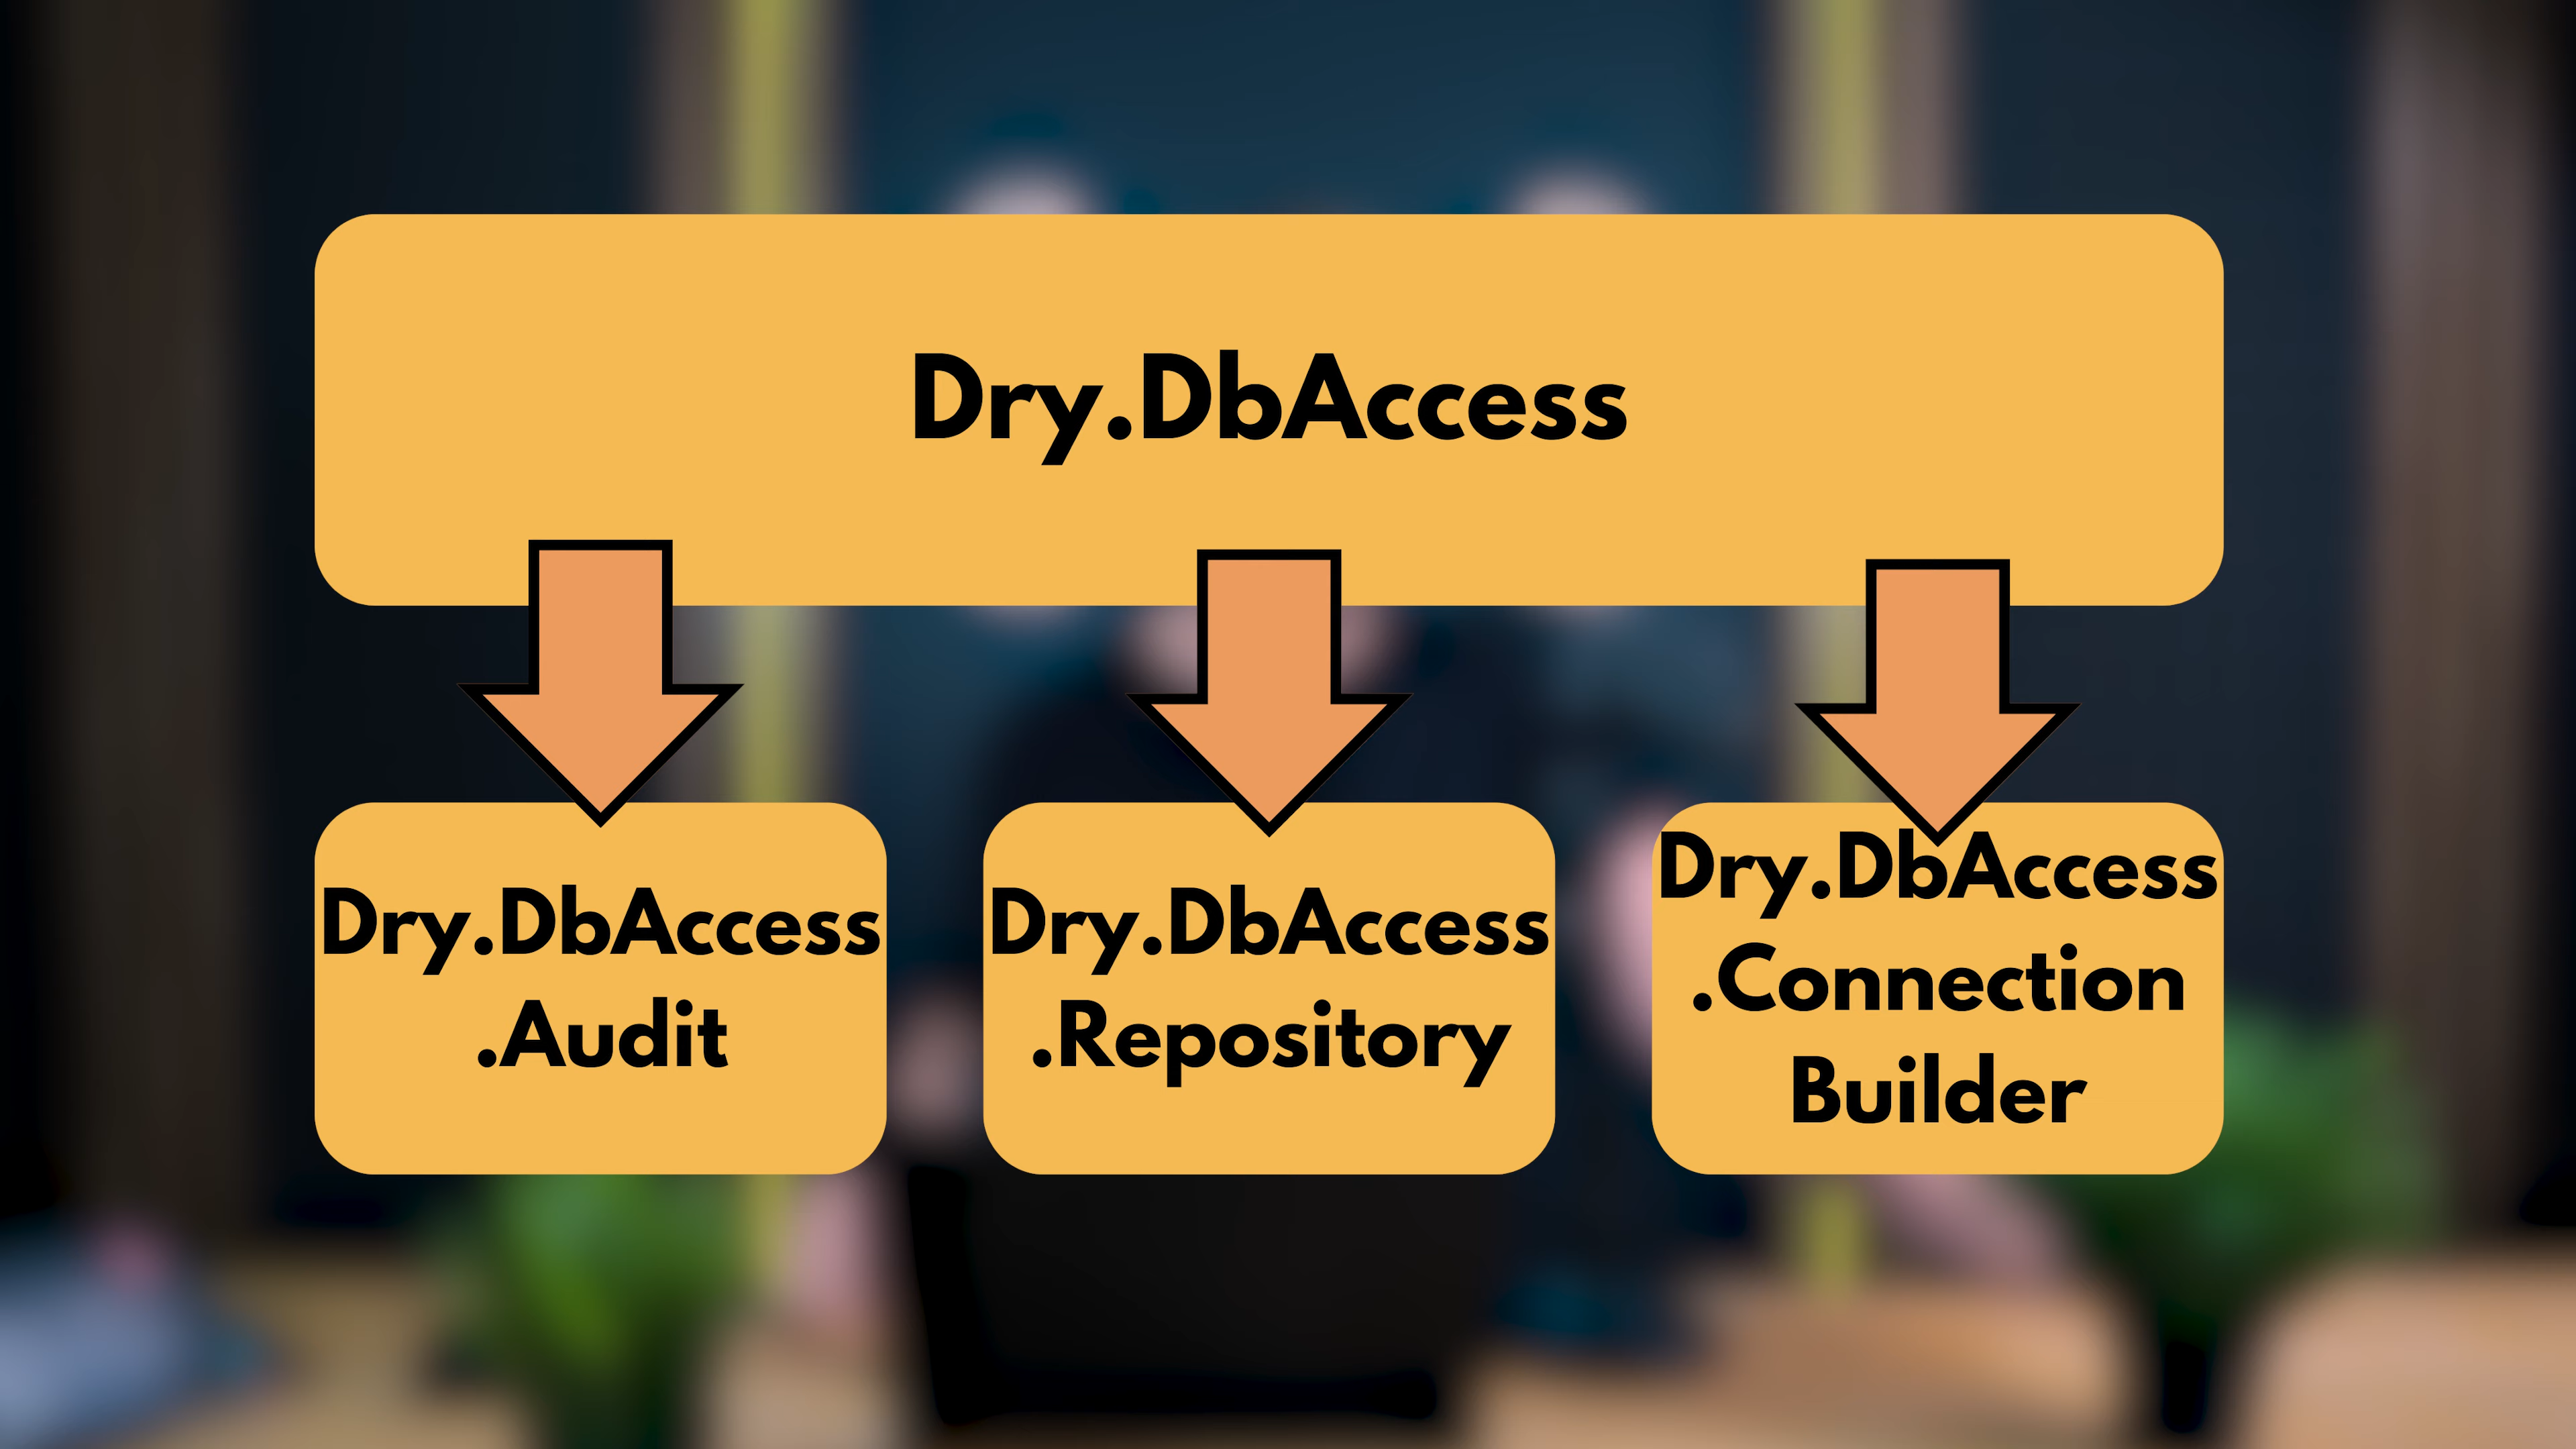 Dry.DbAccess
Dry.DbAccess
.Audit
Dry.DbAccess
.Repository
Dry.DbAccess
.Connection
Builder